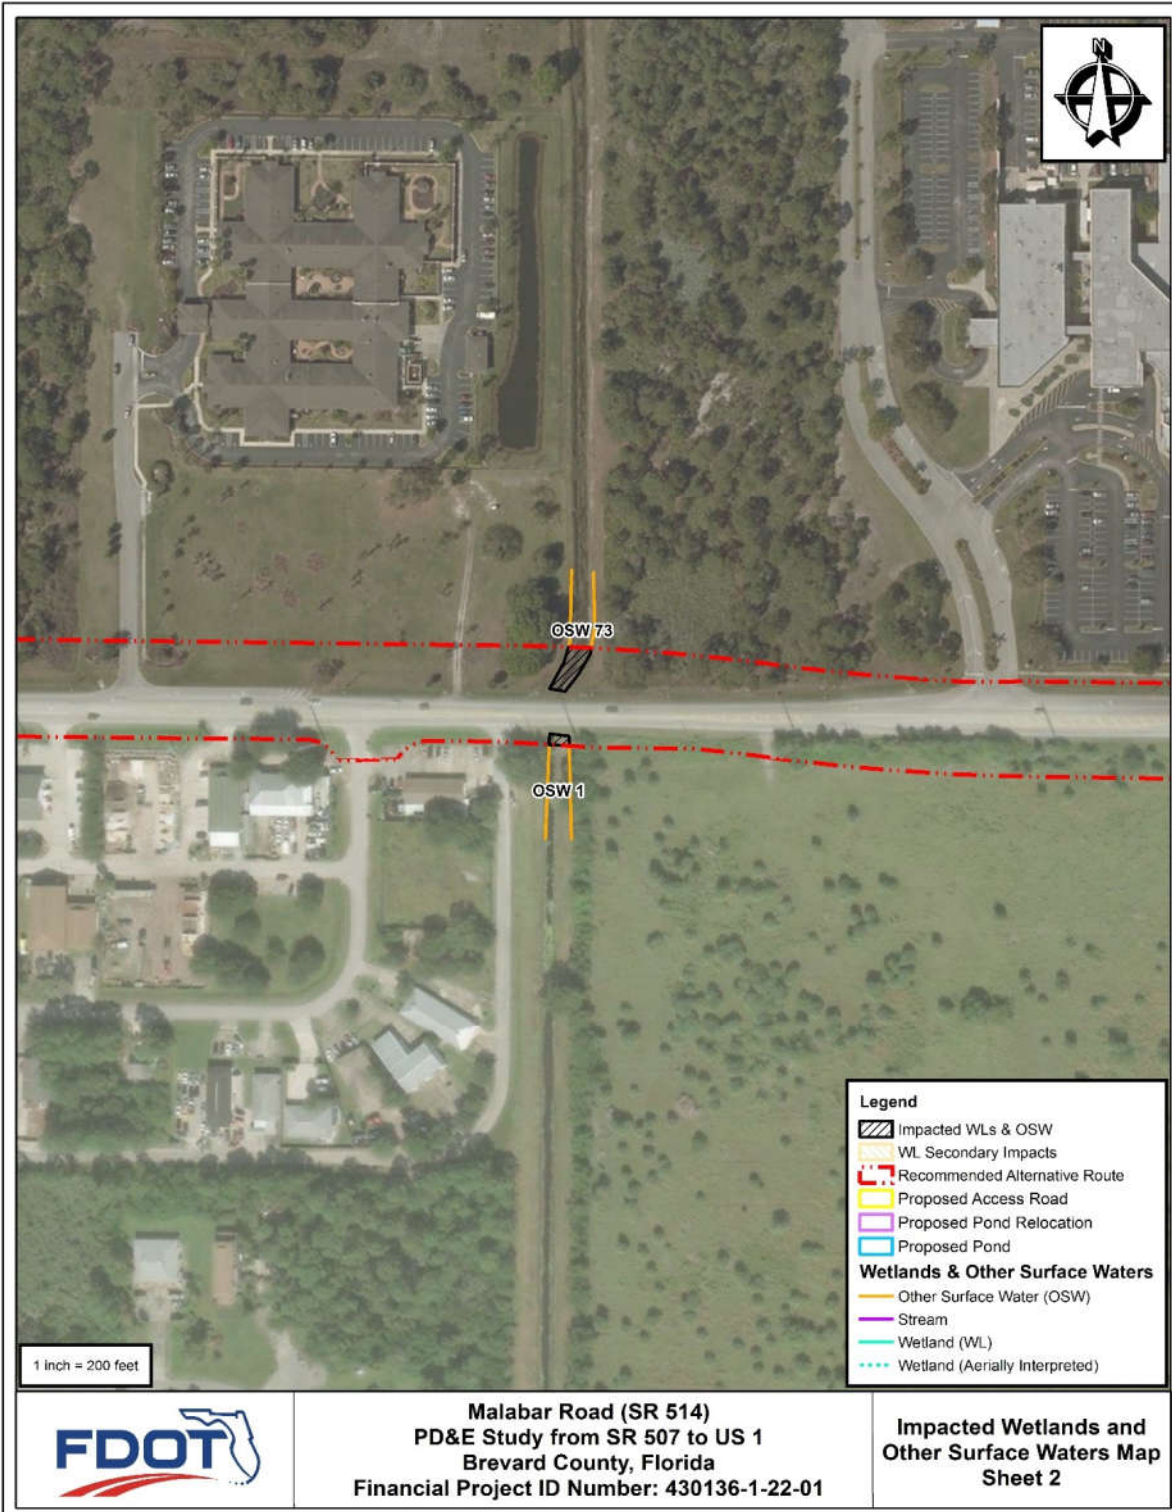 N
OSW 73
OSW 1
Legend
Impacted WLs & OSW
WL Secondary Impacts
Recommended Alternative Route
Proposed Access Road
Proposed Pond Relocation
Proposed Pond
Wetlands & Other Surface Waters
Other Surface Water (OSW)
Stream
Wetland (WL)
Wetland (Aerially Interpreted)
1 inch = 200 feet
FDOT
Malabar Road (SR 514)
PD&E Study from SR 507 to US 1
Brevard County, Florida
Financial Project ID Number: 430136-1-22-01
Impacted Wetlands and
Other Surface Waters Map
Sheet 2